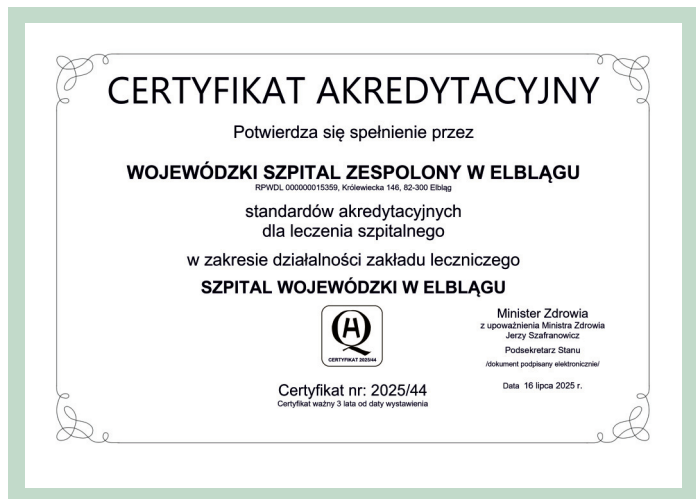 CERTYFIKAT AKREDYTACYJNY
Potwierdza się spełnienie przez
WOJEWÓDZKI SZPITAL ZESPOLONY W ELBLĄGU
RPWDL 000000015359, Królewiecka 146, 82-300 Elbląg
standardów akredytacyjnych
dla leczenia szpitalnego
w zakresie działalności zakładu leczniczego
SZPITAL WOJEWÓDZKI W ELBLĄGU
HQ
CERTYFIKAT 2025/44
Minister Zdrowia
z upoważnienia Ministra Zdrowia
Jerzy Szafranowicz
Podsekretarz Stanu
/dokument podpisany elektronicznie/
Data 16 lipca 2025 r.
Certyfikat nr: 2025/44
Certyfikat ważny 3 lata od daty wystawienia